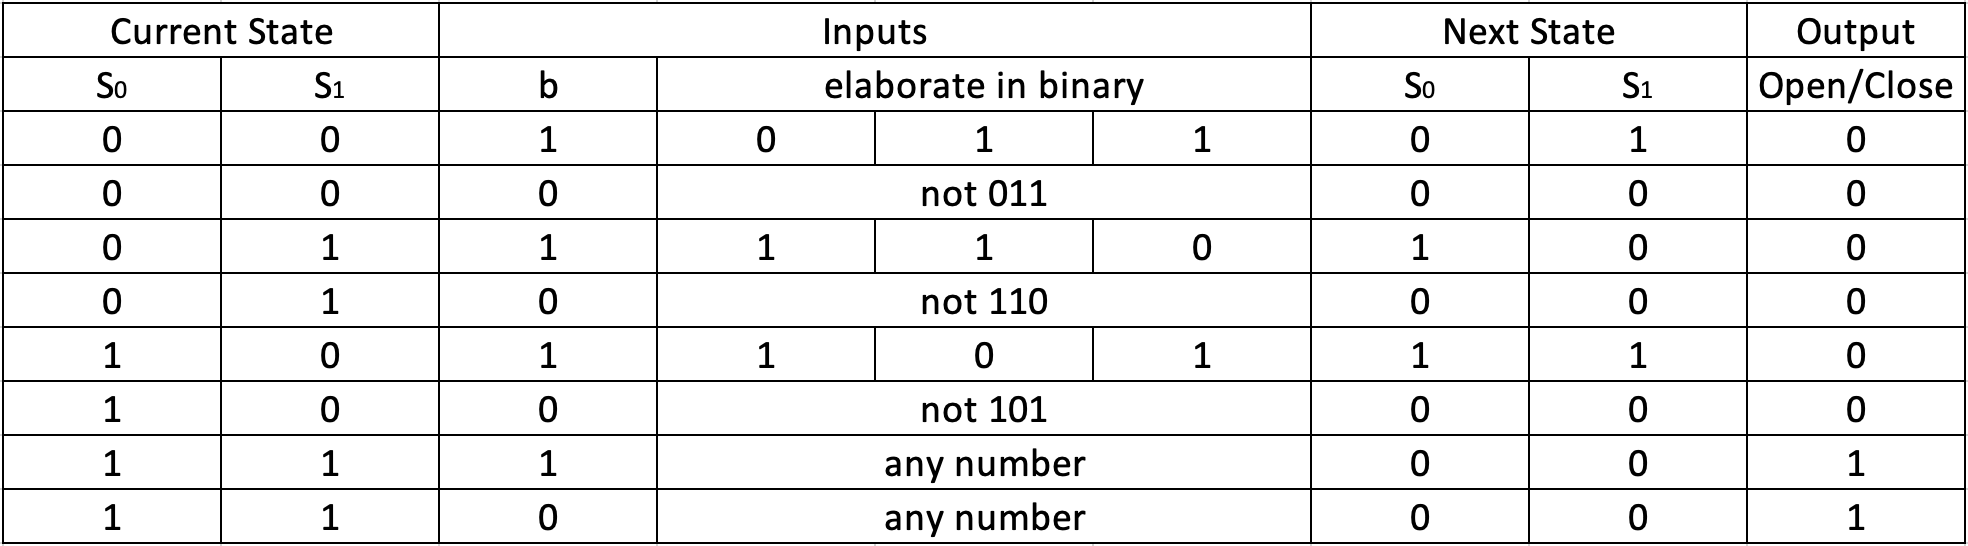 Current State Inputs Next State Output
S0 S1 b elaborate in binary S0 S1 Open/Close
0 0 1 0 1 1 0 1 0
0 0 0 not 011 0 0 0
0 1 1 1 1 0 1 0 0
0 1 0 not 110 0 0 0
1 0 1 1 0 1 1 1 0
1 0 0 not 101 0 0 0
1 1 1 any number 0 0 1
1 1 0 any number 0 0 1